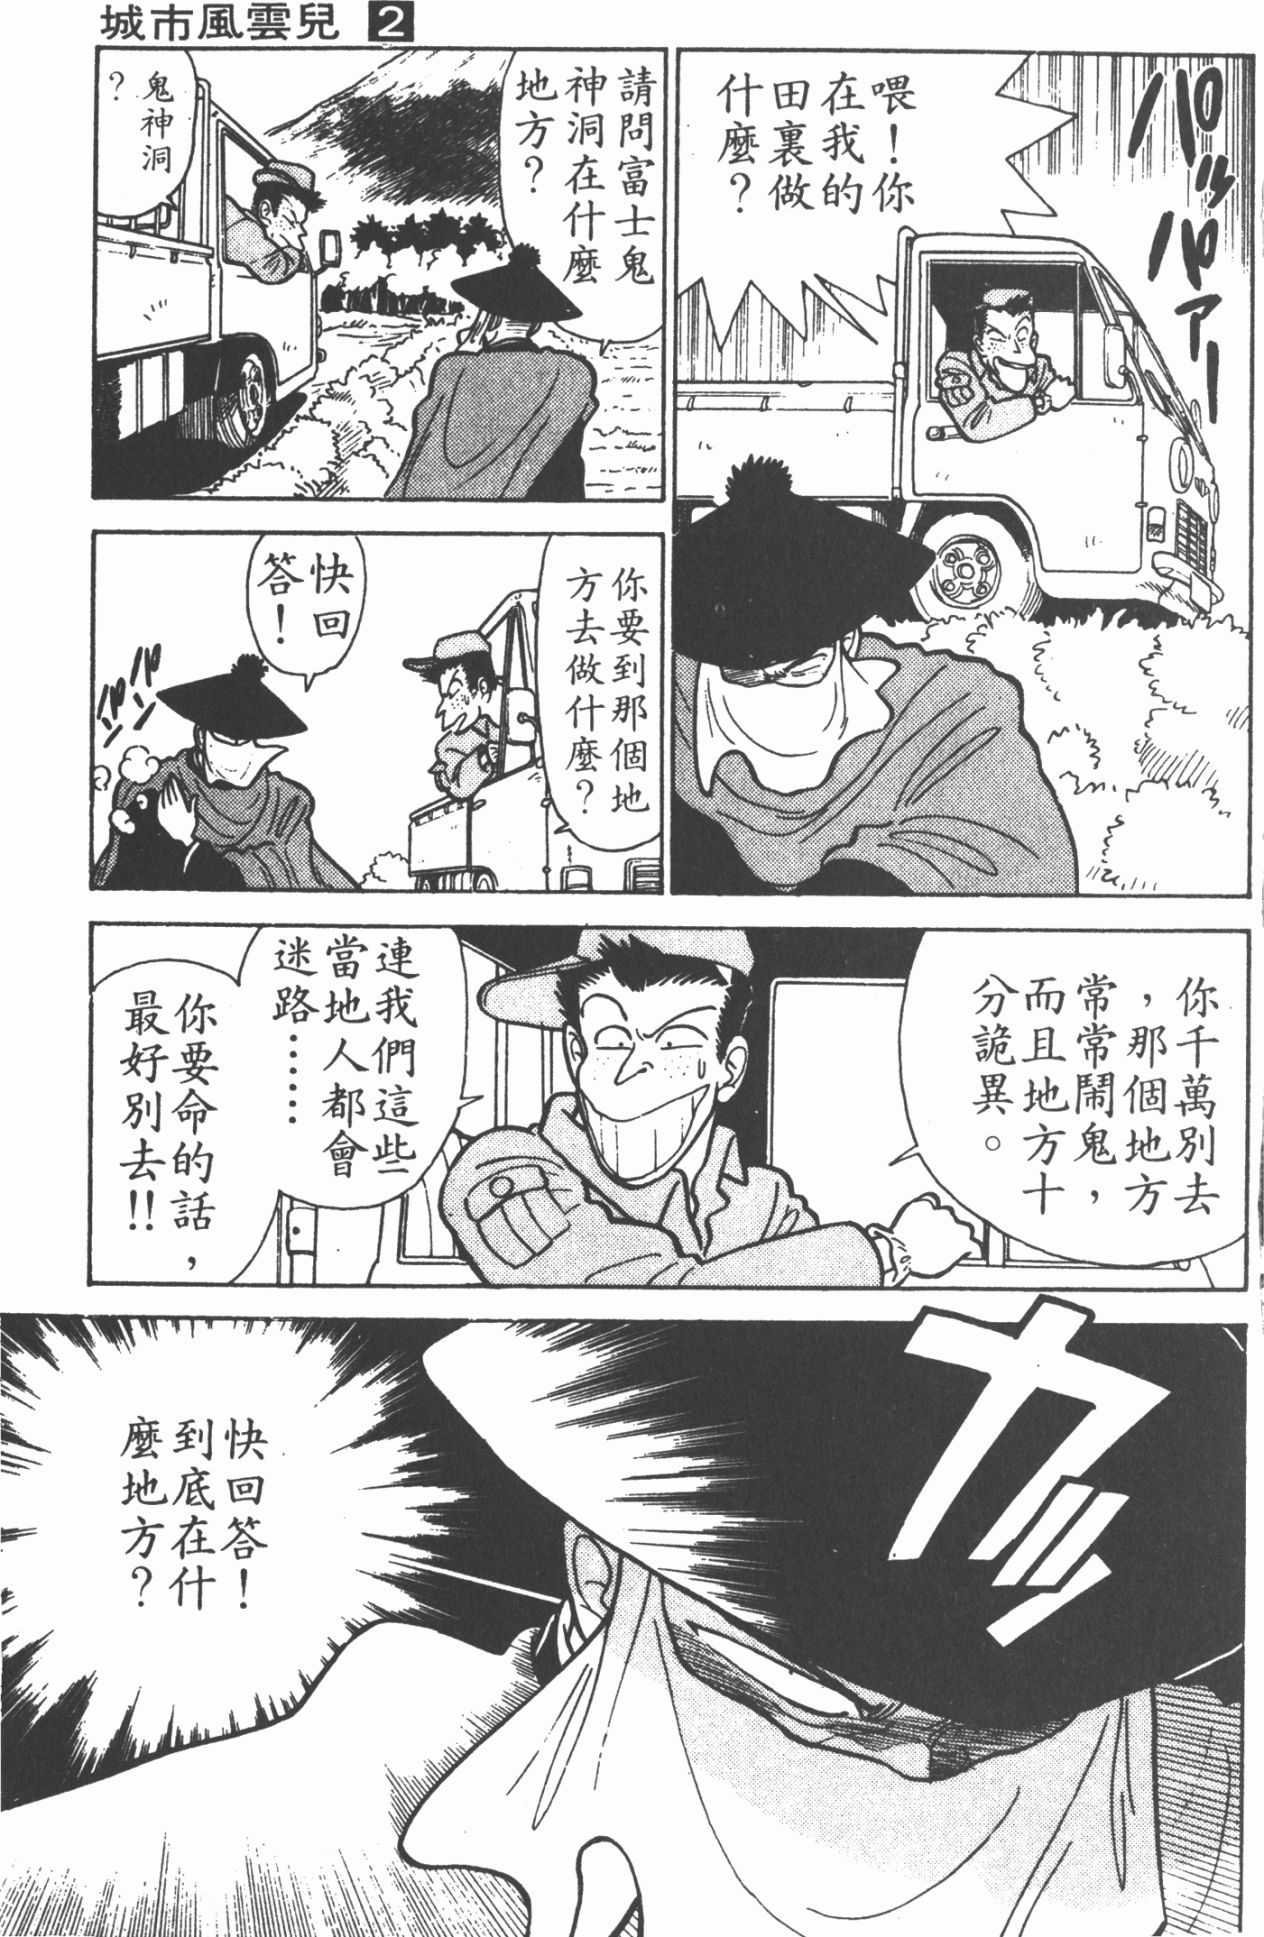 城市風雲兒 2
パッパァー
喂！你
在我的
田裏做
什麼？
請問富士鬼
神洞在什麼
地方？
鬼神洞
？
你要到那個地
方去做什麼？
快回
答！
パン
パン
你千萬別去
，那個地方
常常鬧鬼，
而且地方十
分詭異。
連我們這些
當地人都會
迷路……
你要命的話，
最好別去!!
カッ
快回答！
到底在什
麼地方？